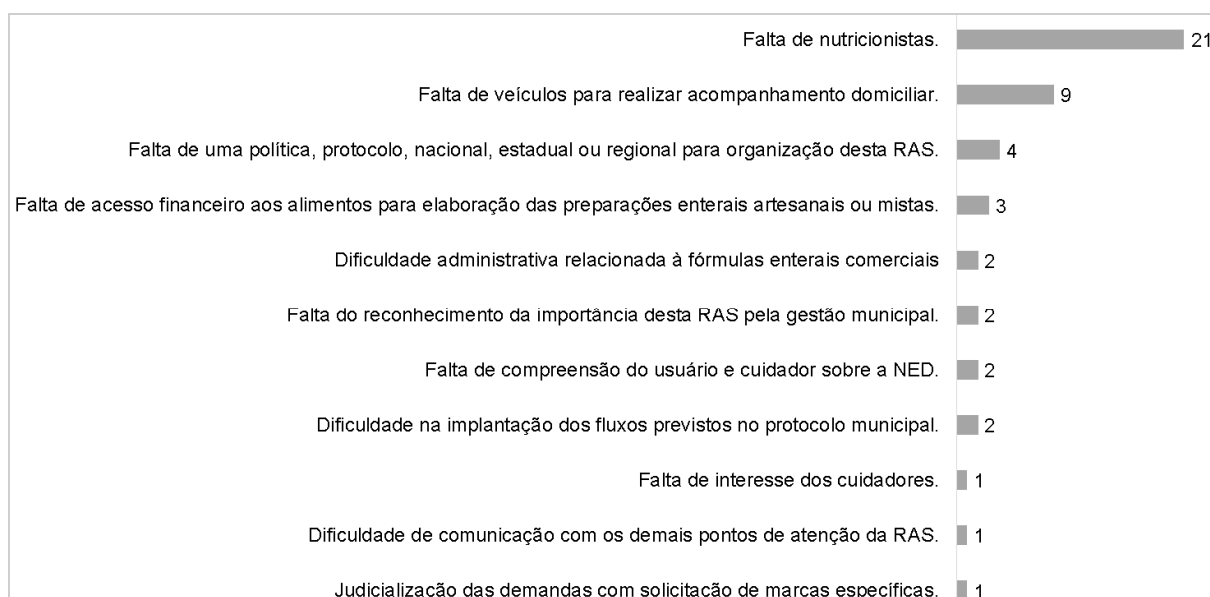 Falta de nutricionistas. 21
Falta de veículos para realizar acompanhamento domiciliar. 9
Falta de uma política, protocolo, nacional, estadual ou regional para organização desta RAS. 4
Falta de acesso financeiro aos alimentos para elaboração das preparações enterais artesanais ou mistas. 3
Dificuldade administrativa relacionada à fórmulas enterais comerciais 2
Falta do reconhecimento da importância desta RAS pela gestão municipal. 2
Falta de compreensão do usuário e cuidador sobre a NED. 2
Dificuldade na implantação dos fluxos previstos no protocolo municipal. 2
Falta de interesse dos cuidadores. 1
Dificuldade de comunicação com os demais pontos de atenção da RAS. 1
Judicialização das demandas com solicitação de marcas específicas. 1